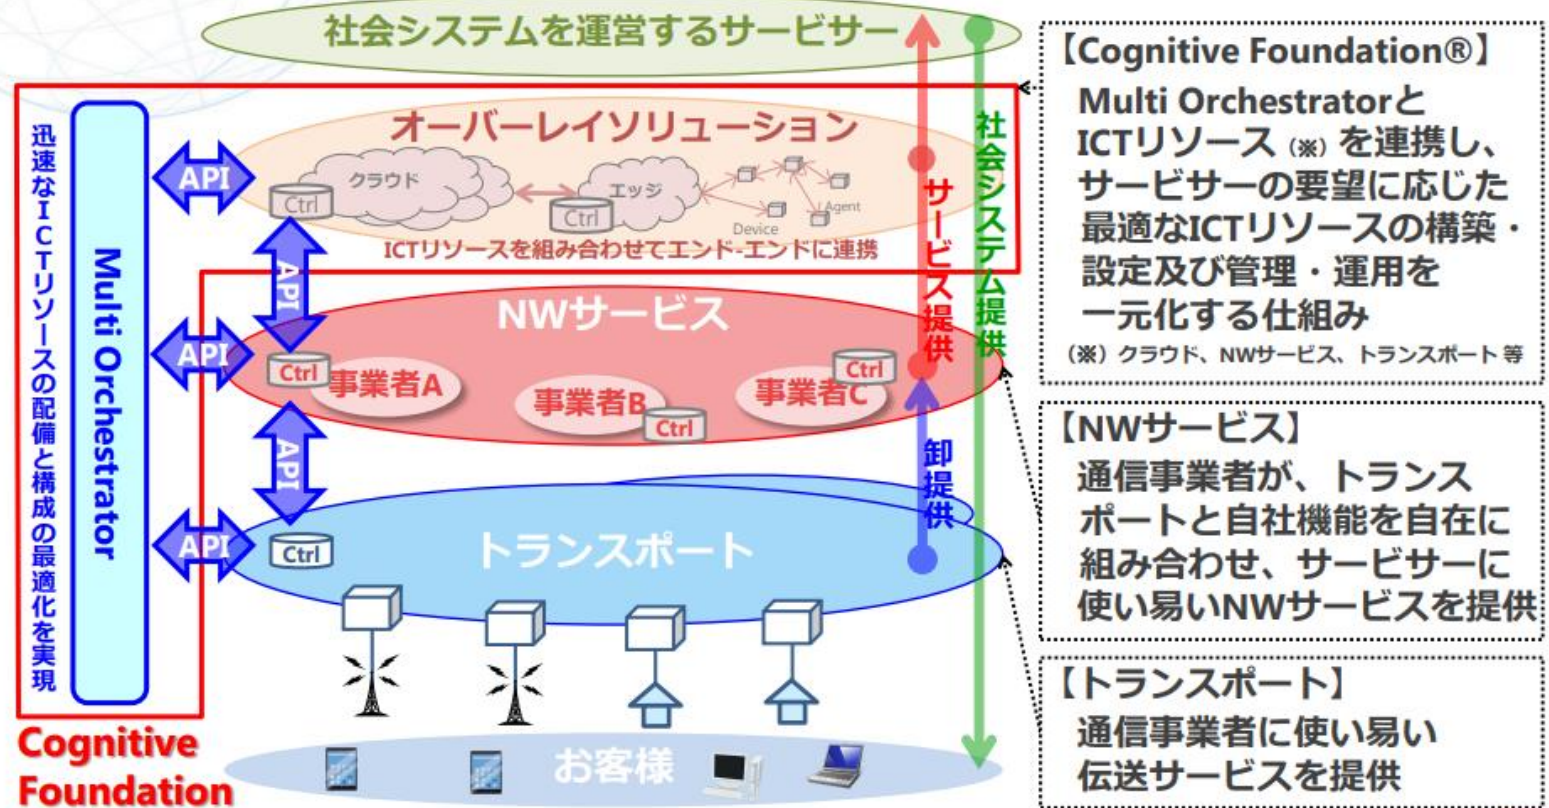 社会システムを運営するサービサー
迅速なICTリソースの配備と構成の最適化を実現
Multi Orchestrator
API
オーバーレイソリューション
クラウド
Ctrl
エッジ
Ctrl
Device
Agent
ICTリソースを組み合わせてエンド-エンドに連携
API
API
NWサービス
Ctrl
事業者A
事業者B
Ctrl
事業者C
Ctrl
API
API
トランスポート
Ctrl
サービス提供
社会システム提供
卸提供
お客様
Cognitive
Foundation
【Cognitive Foundation®】
Multi Orchestratorと
ICTリソース(※)を連携し、
サービサーの要望に応じた
最適なICTリソースの構築・
設定及び管理・運用を
一元化する仕組み
(※)クラウド、NWサービス、トランスポート 等
【NWサービス】
通信事業者が、トランス
ポートと自社機能を自在に
組み合わせ、サービサーに
使い易いNWサービスを提供
【トランスポート】
通信事業者に使い易い
伝送サービスを提供